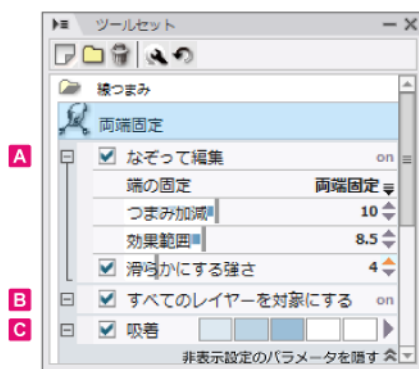 ツールセット
線つまみ
両端固定
A なぞって編集 on
端の固定 両端固定
つまみ加減 10
効果範囲 8.5
滑らかにする強さ 4
B すべてのレイヤーを対象にする on
C 吸着
非表示設定のパラメータを隠す